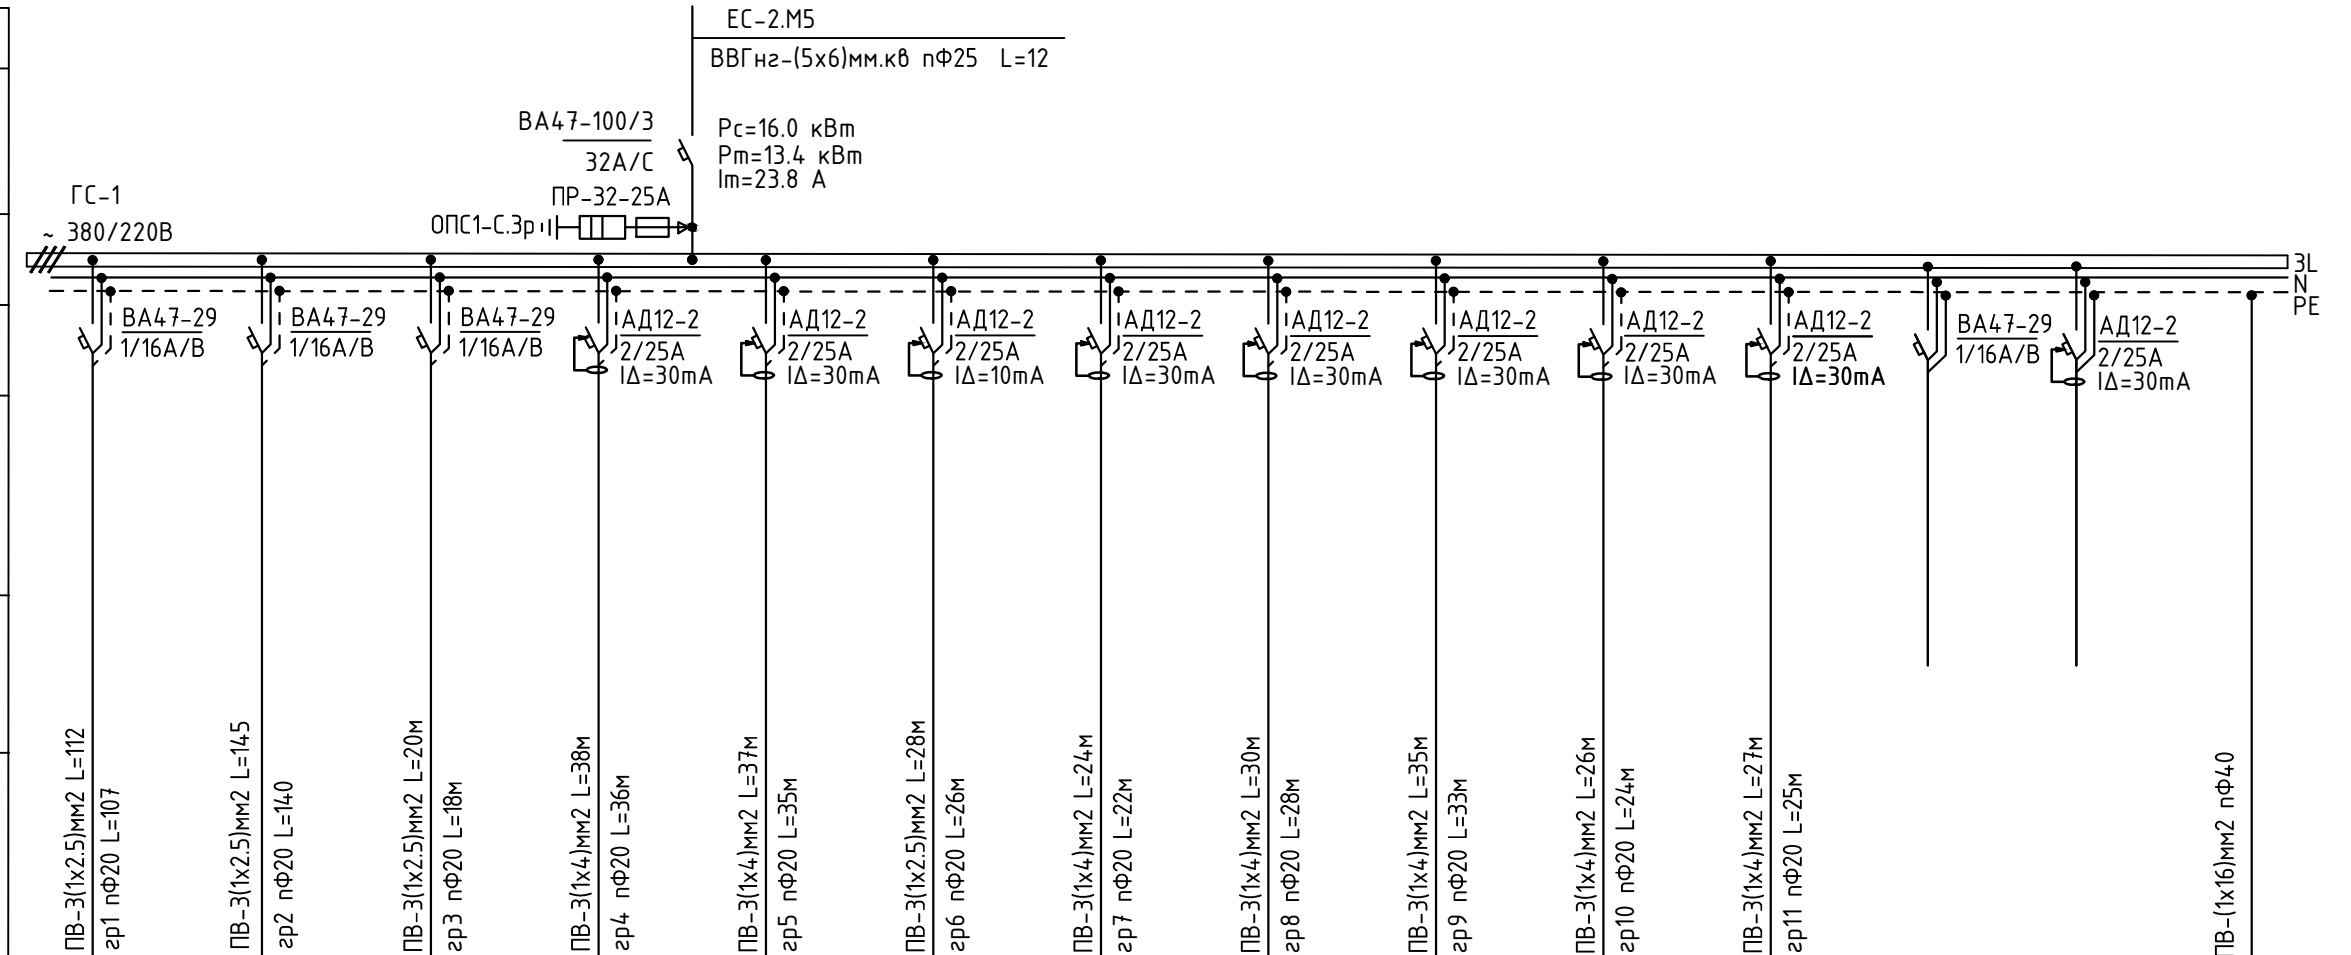 ЕС-2.М5
ВВГнг-(5х6)мм.кв пФ25 L=12
ВА47-100/3
32А/С
Рс=16.0 кВт
Рт=13.4 кВт
Iт=23.8 А
ПР-32-25А
ОПС1-С.3р
ГС-1
~ 380/220В
3L
N
PE
ВА47-29
1/16А/В
ВА47-29
1/16А/В
ВА47-29
1/16А/В
АД12-2
2/25А
IΔ=30mA
АД12-2
2/25А
IΔ=30mA
АД12-2
2/25А
IΔ=10mA
АД12-2
2/25А
IΔ=30mA
АД12-2
2/25А
IΔ=30mA
АД12-2
2/25А
IΔ=30mA
АД12-2
2/25А
IΔ=30mA
АД12-2
2/25А
IΔ=30mA
ВА47-29
1/16А/В
АД12-2
2/25А
IΔ=30mA
ПВ-3(1х2.5)мм2 L=112
гр1 пФ20 L=107
ПВ-3(1х2.5)мм2 L=145
гр2 пФ20 L=140
ПВ-3(1х2.5)мм2 L=20м
гр3 пФ20 L=18м
ПВ-3(1х4)мм2 L=38м
гр4 пФ20 L=36м
ПВ-3(1х4)мм2 L=37м
гр5 пФ20 L=35м
ПВ-3(1х2.5)мм2 L=28м
гр6 пФ20 L=26м
ПВ-3(1х4)мм2 L=24м
гр7 пФ20 L=22м
ПВ-3(1х4)мм2 L=30м
гр8 пФ20 L=28м
ПВ-3(1х4)мм2 L=35м
гр9 пФ20 L=33м
ПВ-3(1х4)мм2 L=26м
гр10 пФ20 L=24м
ПВ-3(1х4)мм2 L=27м
гр11 пФ20 L=25м
ПВ-(1х16)мм2 пФ40